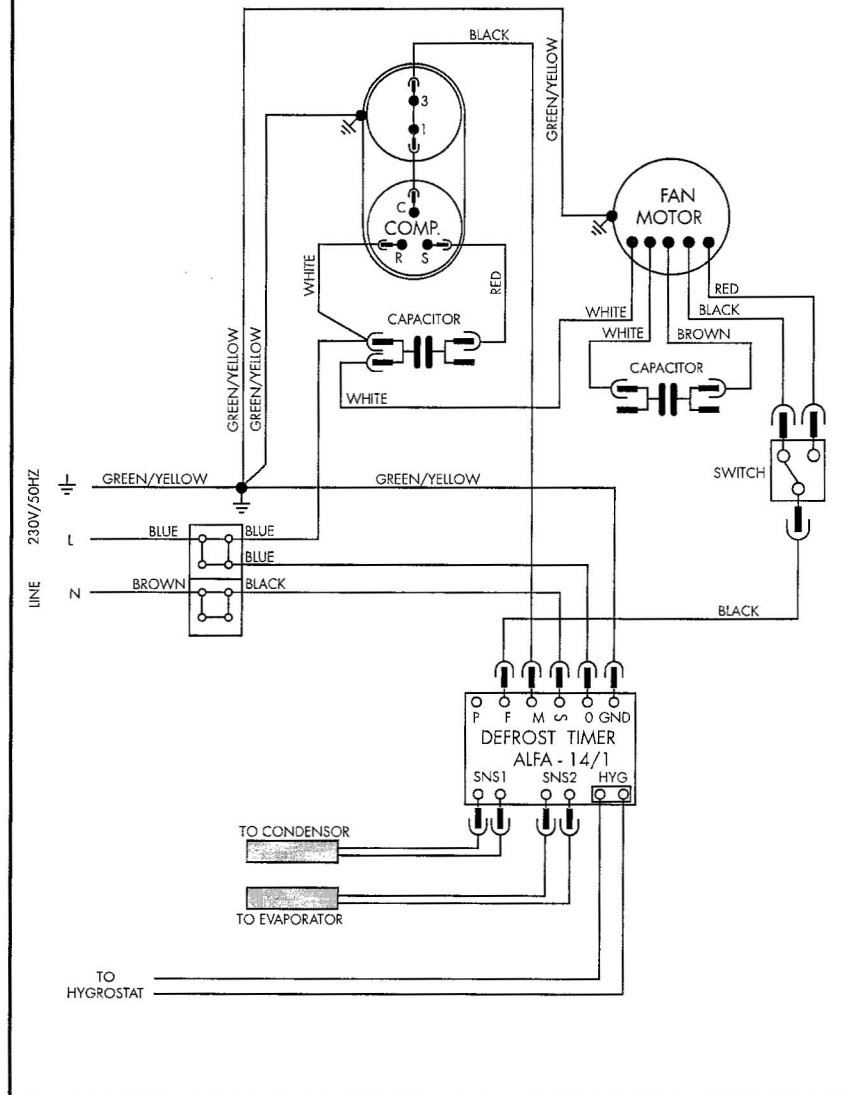 BLACK
GREEN/YELLOW
3
1
C
COMP.
R S
WHITE
RED
FAN
MOTOR
RED
BLACK
WHITE
WHITE
BROWN
CAPACITOR
CAPACITOR
WHITE
GREEN/YELLOW
GREEN/YELLOW
SWITCH
230V/50HZ
LINE
GREEN/YELLOW
GREEN/YELLOW
L
BLUE
BLUE
BLUE
N
BROWN
BLACK
BLACK
P F M S 0 GND
DEFROST TIMER
ALFA - 14/1
SNS1 SNS2 HYG
TO CONDENSOR
TO EVAPORATOR
TO
HYGROSTAT